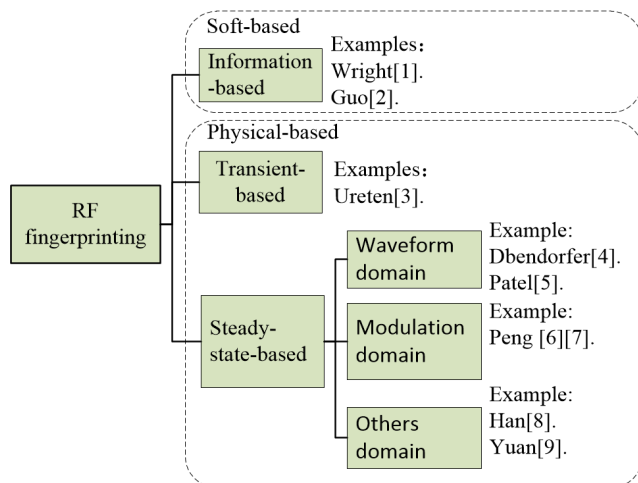 Soft-based
Information
-based
Examples：
Wright[1].
Guo[2].
Physical-based
Transient-
based
Examples：
Ureten[3].
RF
fingerprinting
Steady-
state-based
Waveform
domain
Example:
Dbendorfer[4].
Patel[5].
Modulation
domain
Example:
Peng [6][7].
Others
domain
Example:
Han[8].
Yuan[9].